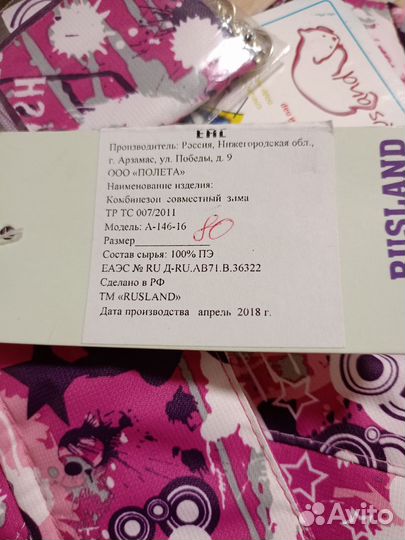 ЕАС
Производитель: Россия, Нижегородская обл.,
г. Арзамас, ул. Победы, д. 9
ООО «ПОЛЕТА»
Наименование изделия:
Комбинезон совместный зима
ТР ТС 007/2011
Модель: А-146-16
Размер 80
Состав сырья: 100% ПЭ
ЕАЭС № RU Д-RU.АВ71.В.36322
Сделано в РФ
ТМ «RUSLAND»
Дата производства апрель 2018 г.
RUSLAND
Avito